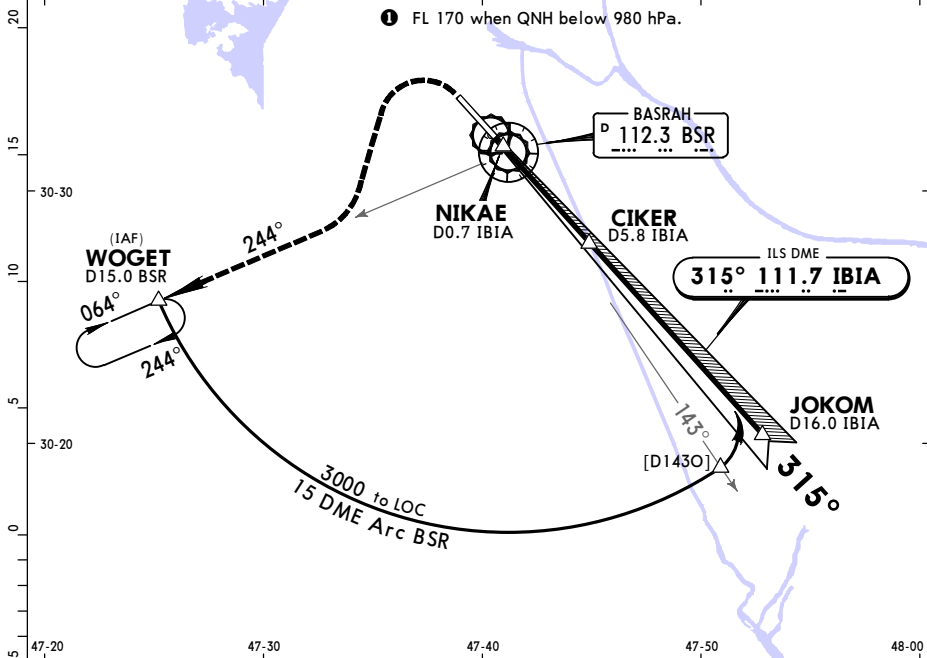 ❶ FL 170 when QNH below 980 hPa.
20
15
10
5
0
5
30-30
30-20
BASRAH
D 112.3 BSR
NIKAE
D0.7 IBIA
CIKER
D5.8 IBIA
ILS DME
315° 111.7 IBIA
(IAF)
WOGET
D15.0 BSR
244°
064°
244°
JOKOM
D16.0 IBIA
143°
[D143O]
315°
3000 to LOC
15 DME Arc BSR
47-20
47-30
47-40
47-50
48-00